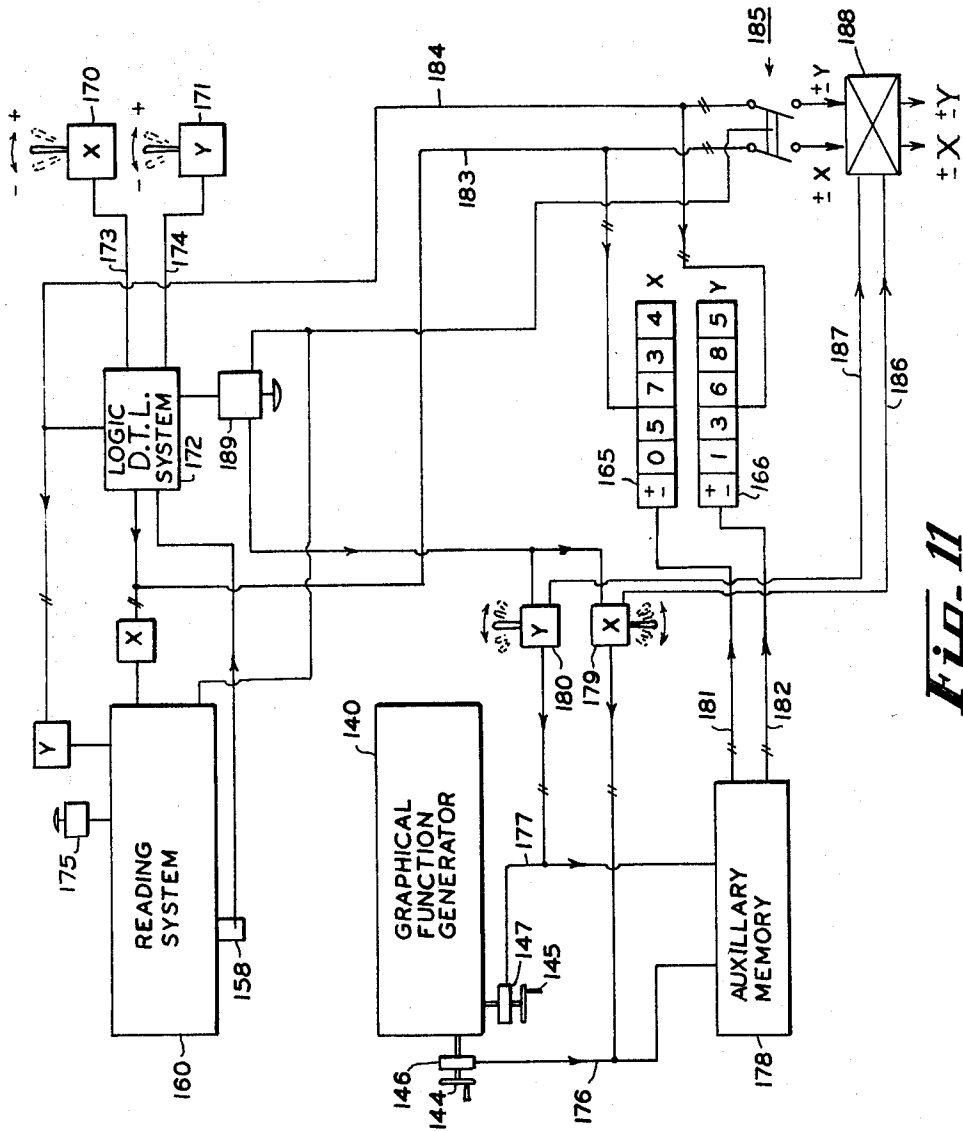 160
READING
SYSTEM
158
175
Y
X
LOGIC
D.T.L.
SYSTEM
172
189
173
174
- +
X
170
- +
Y
171
184
183
146
144
GRAPHICAL
FUNCTION
GENERATOR
140
147
145
177
176
Y
180
X
179
AUXILLARY
MEMORY
178
181
182
165
± 0 5 7 3 4 X
166
± 1 3 6 8 5 Y
187
186
185
±X ±Y
188
±X ±Y
Fig-11